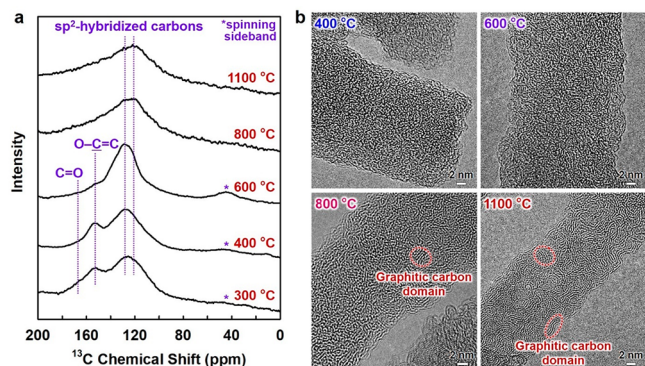 a
sp²-hybridized carbons
*spinning
sideband
1100 °C
800 °C
O–C=C
C=O
600 °C
*
400 °C
*
300 °C
*
Intensity
200 160 120 80 40 0
¹³C Chemical Shift (ppm)
b
400 °C
2 nm
600 °C
2 nm
800 °C
Graphitic carbon
domain
2 nm
1100 °C
Graphitic carbon
domain
2 nm